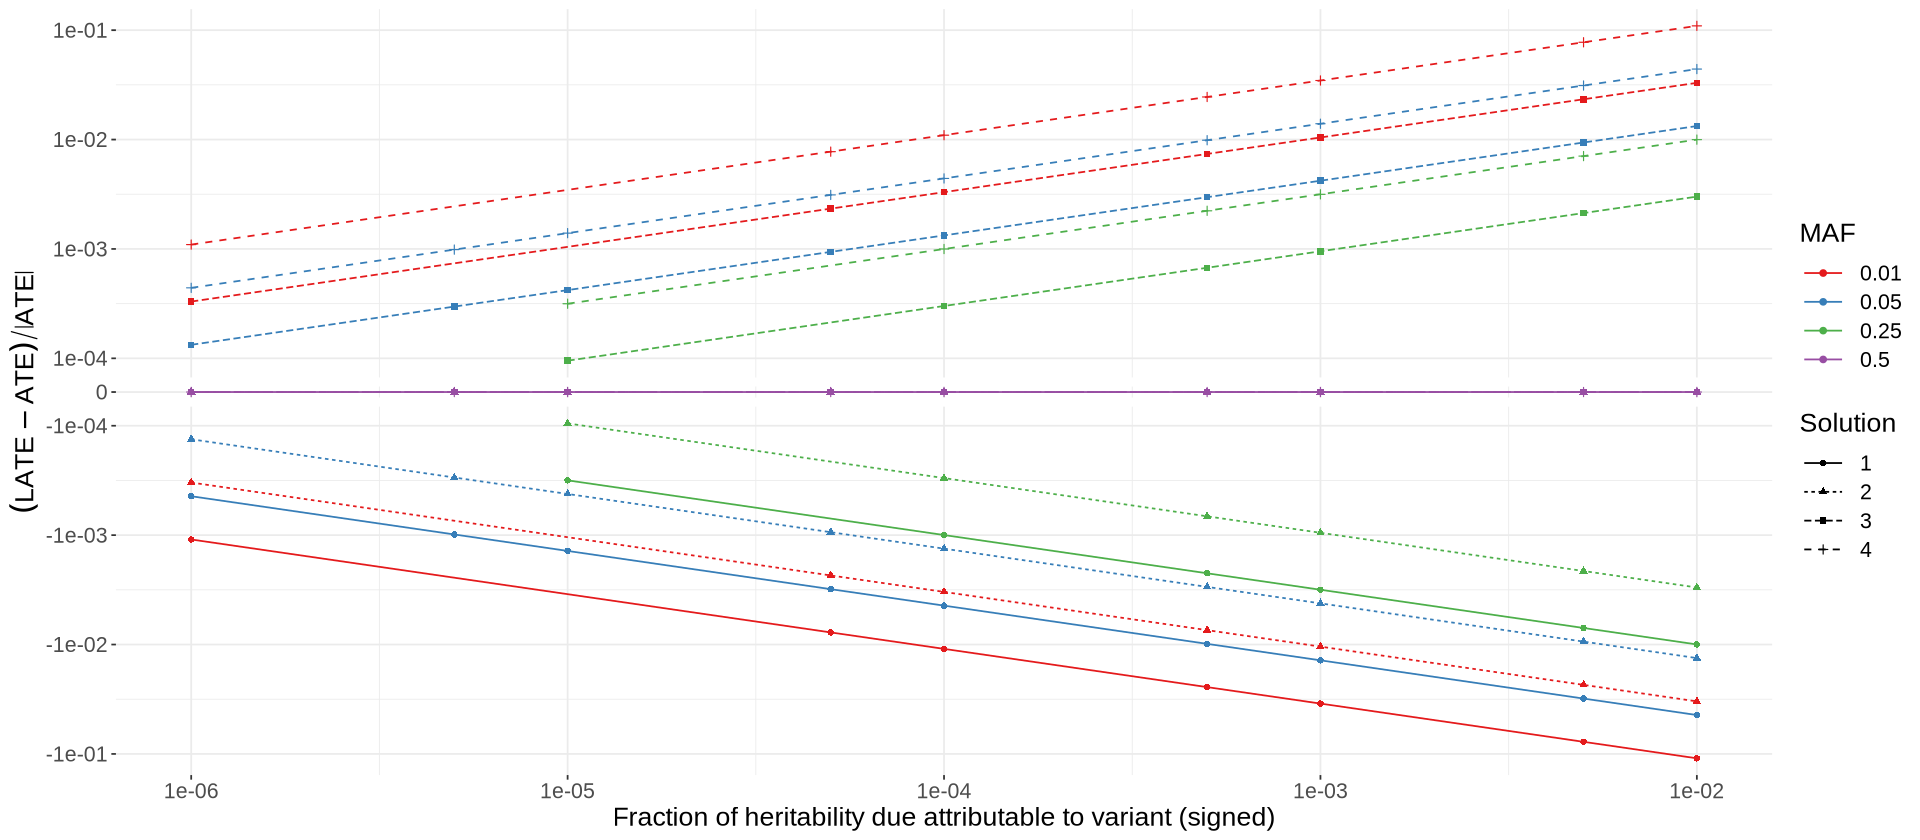 (LATE − ATE)/|ATE|
1e-01
1e-02
1e-03
1e-04
0
-1e-04
-1e-03
-1e-02
-1e-01
1e-06
1e-05
1e-04
1e-03
1e-02
Fraction of heritability due attributable to variant (signed)
MAF
0.01
0.05
0.25
0.5
Solution
1
2
3
4